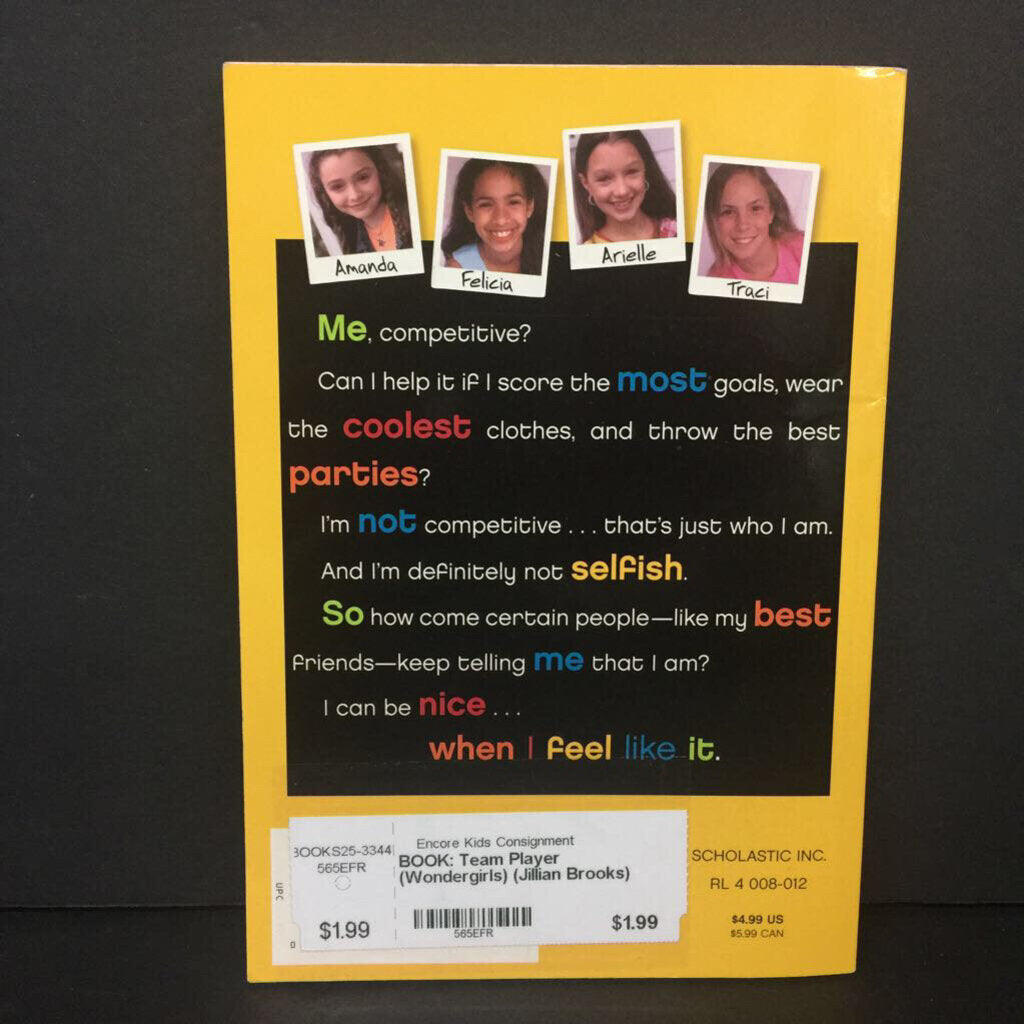 Amanda
Felicia
Arielle
Traci
Me, competitive?
Can I help it if I score the most goals, wear
the coolest clothes, and throw the best
parties?
I'm not competitive . . . that's just who I am.
And I'm definitely not selfish.
So how come certain people—like my best
friends—keep telling me that I am?
I can be nice . . .
when I feel like it.
BOOKS25-3344
565EFR
$1.99
Encore Kids Consignment
BOOK: Team Player
(Wondergirls) (Jillian Brooks)
565EFR
$1.99
UPC
0
SCHOLASTIC INC.
RL 4 008-012
$4.99 US
$5.99 CAN